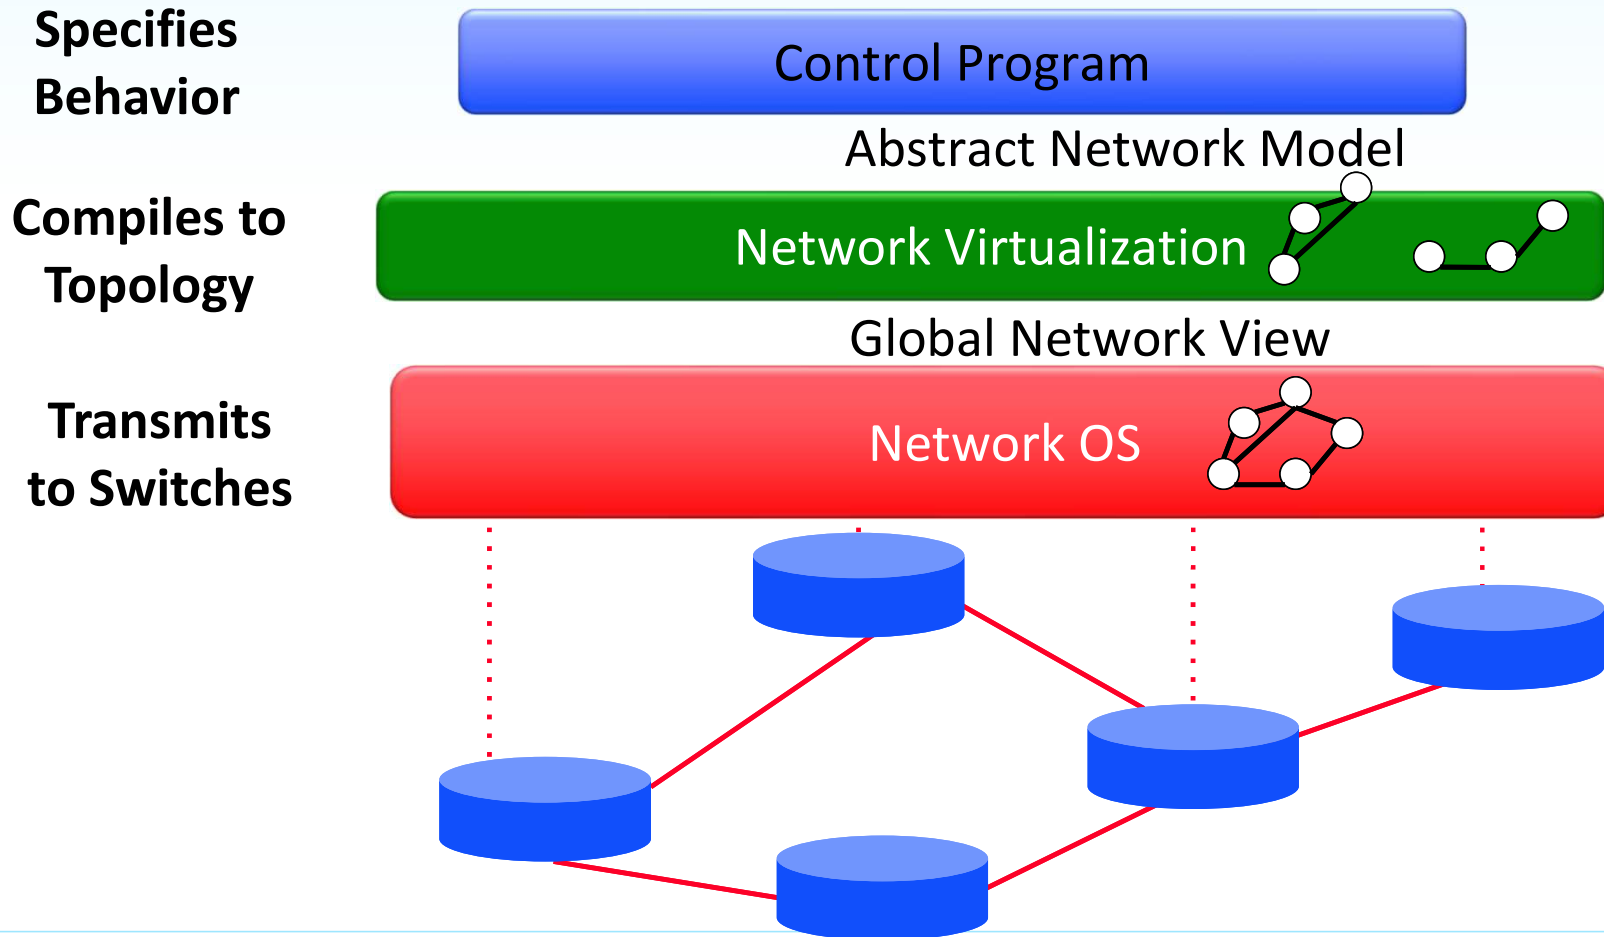 Specifies
Behavior
Control Program
Abstract Network Model
Compiles to
Topology
Network Virtualization
Global Network View
Transmits
to Switches
Network OS